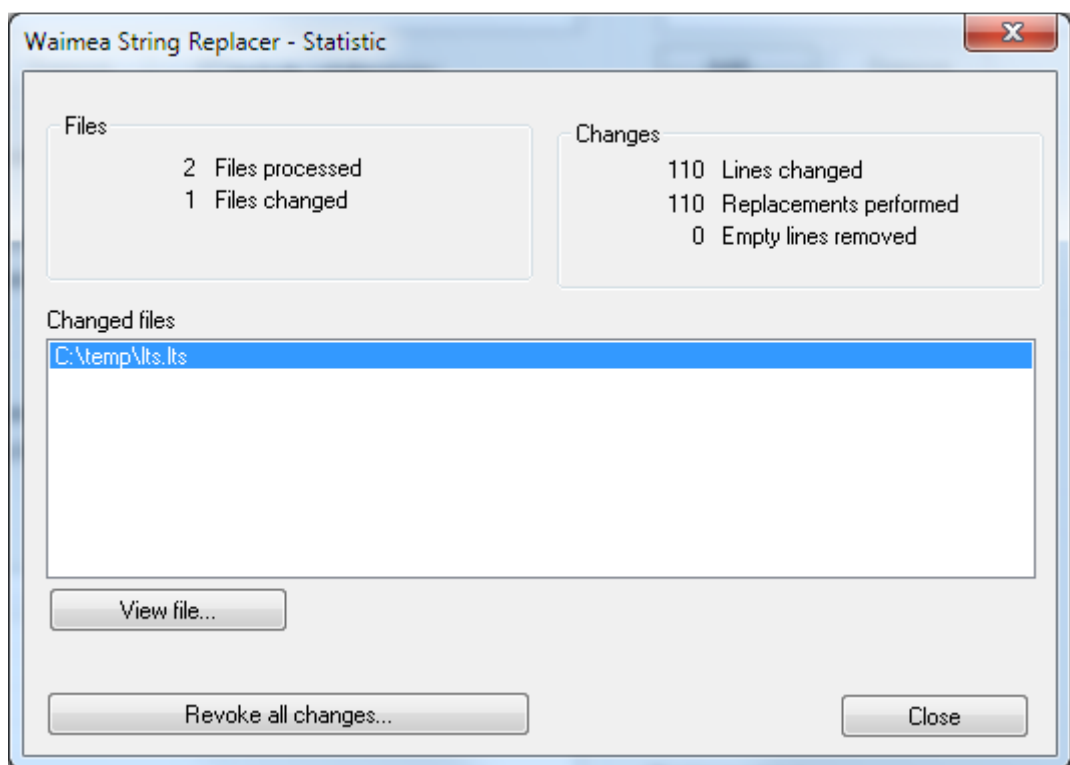 Waimea String Replacer - Statistic
Files
2 Files processed
1 Files changed
Changes
110 Lines changed
110 Replacements performed
0 Empty lines removed
Changed files
C:\temp\lts.lts
View file...
Revoke all changes...
Close